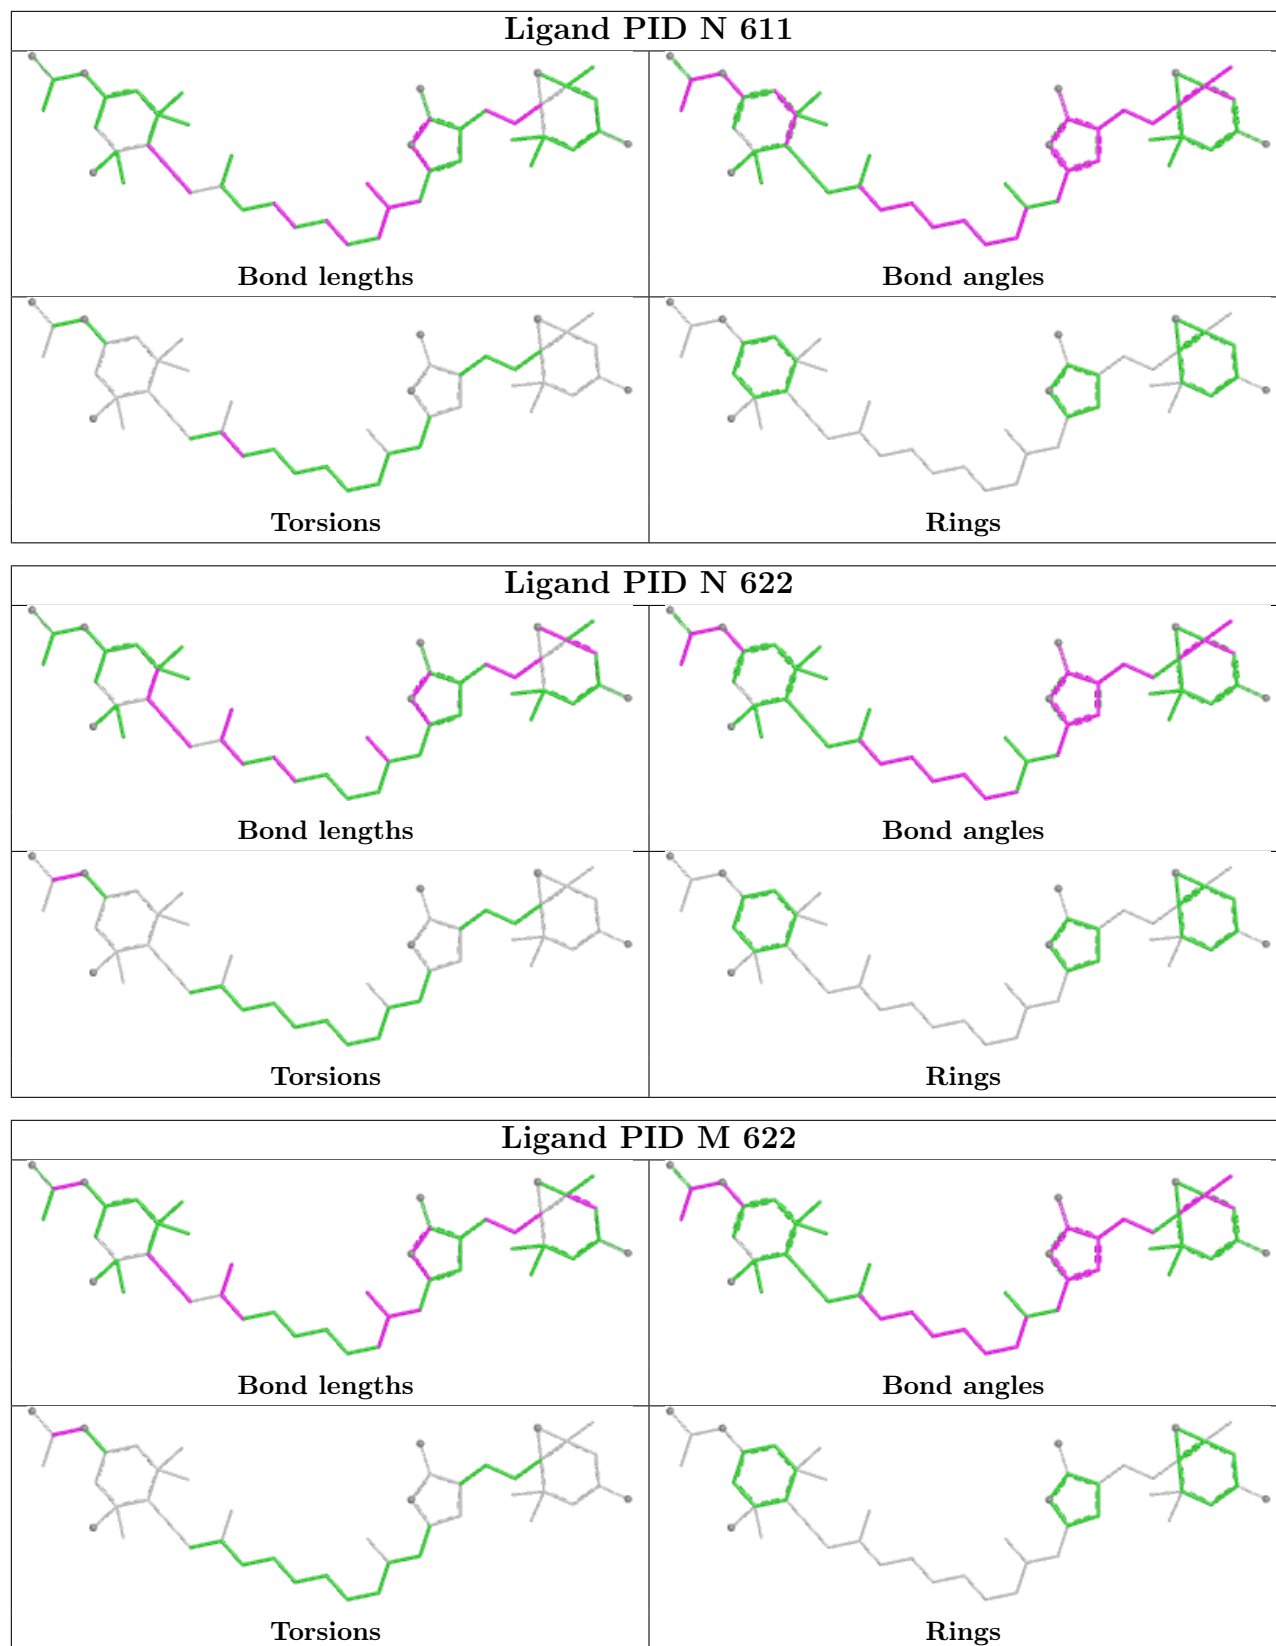 Ligand PID N 611
Bond lengths
Bond angles
Torsions
Rings
Ligand PID N 622
Bond lengths
Bond angles
Torsions
Rings
Ligand PID M 622
Bond lengths
Bond angles
Torsions
Rings